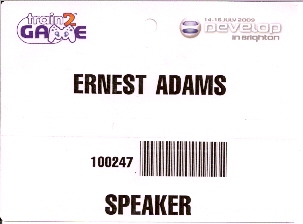 train2
GAME
14-16 JULY 2009
Develop
in Brighton
ERNEST ADAMS
100247
SPEAKER